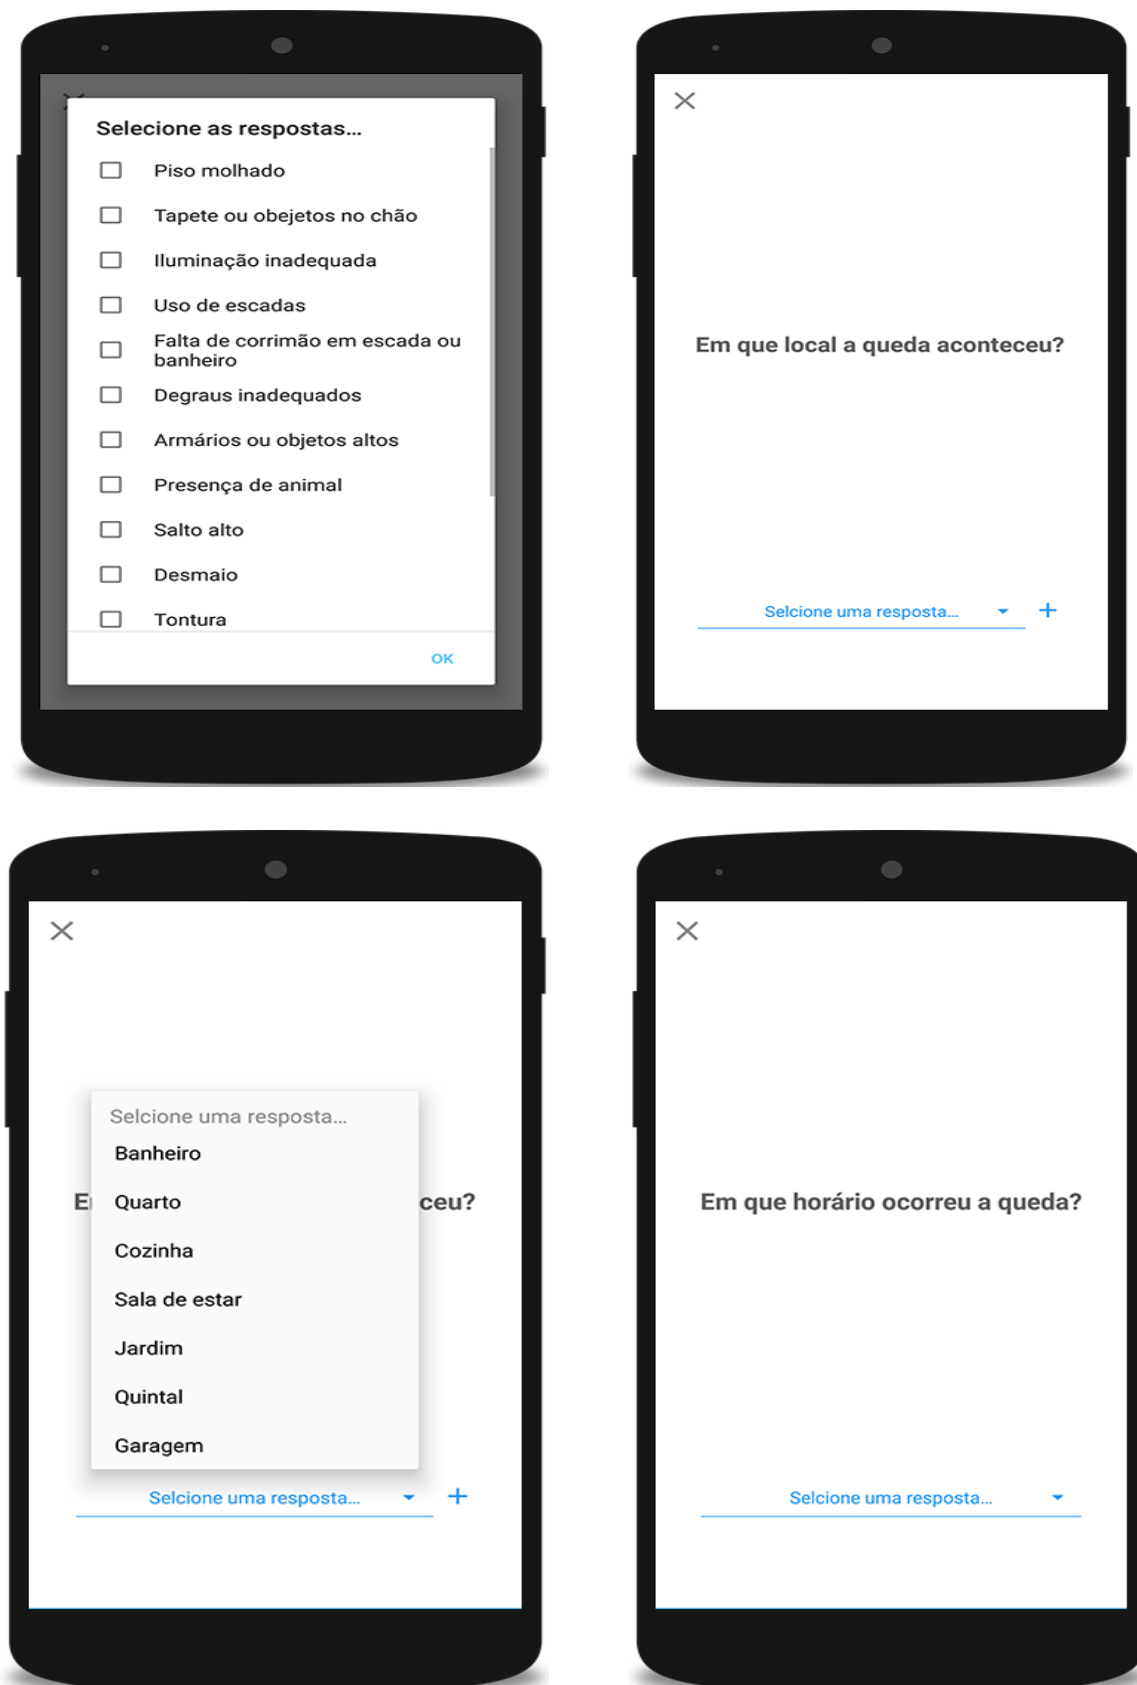 Selecione as respostas...
Piso molhado
Tapete ou obejetos no chão
Iluminação inadequada
Uso de escadas
Falta de corrimão em escada ou
banheiro
Degraus inadequados
Armários ou objetos altos
Presença de animal
Salto alto
Desmaio
Tontura
OK
Em que local a queda aconteceu?
Selcione uma resposta...
+
Selcione uma resposta...
Banheiro
Quarto
Cozinha
Sala de estar
Jardim
Quintal
Garagem
ceu?
Selcione uma resposta...
+
Em que horário ocorreu a queda?
Selcione uma resposta...